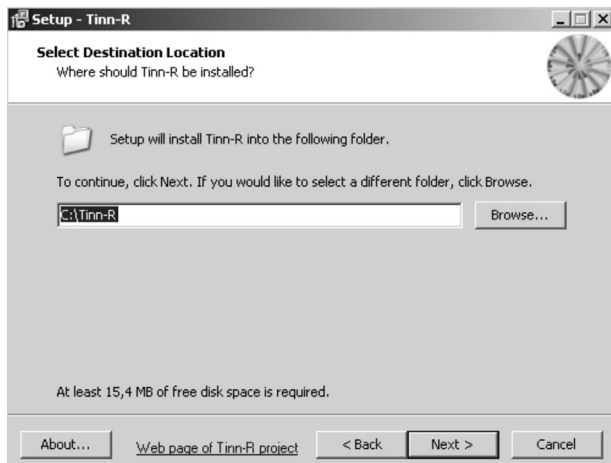 Setup - Tinn-R
Select Destination Location
Where should Tinn-R be installed?
Setup will install Tinn-R into the following folder.
To continue, click Next. If you would like to select a different folder, click Browse.
C:\Tinn-R
Browse...
At least 15,4 MB of free disk space is required.
About...
Web page of Tinn-R project
< Back
Next >
Cancel